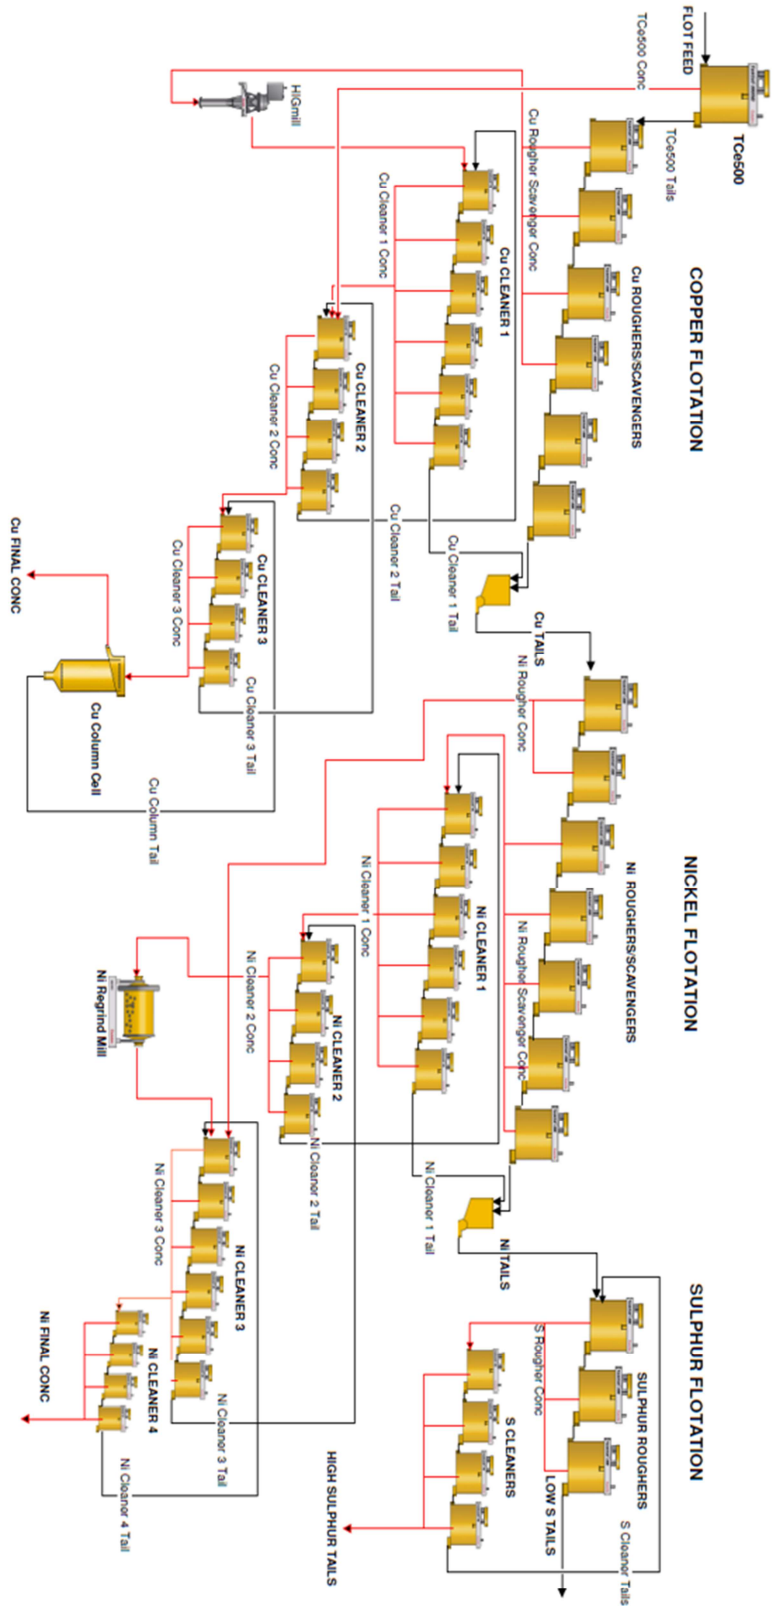 COPPER FLOTATION
NICKEL FLOTATION
SULPHUR FLOTATION
FLOT FEED
TCe500
TCe500 Conc
TCe500 Tails
Cu ROUGHERS/SCAVENGERS
Cu Rougher Scavenger Conc
HIGmill
Cu CLEANER 1
Cu Cleaner 1 Conc
Cu Cleaner 1 Tail
Cu CLEANER 2
Cu Cleaner 2 Conc
Cu Cleaner 2 Tail
Cu CLEANER 3
Cu Cleaner 3 Conc
Cu Cleaner 3 Tail
Cu FINAL CONC
Cu Column Cell
Cu Column Tail
Cu TAILS
Ni ROUGHERS/SCAVENGERS
Ni Rougher Conc
Ni Rougher Scavenger Conc
Ni CLEANER 1
Ni Cleaner 1 Conc
Ni Cleaner 1 Tail
Ni CLEANER 2
Ni Cleaner 2 Conc
Ni Cleaner 2 Tail
Ni Regrind Mill
Ni CLEANER 3
Ni Cleaner 3 Conc
Ni Cleaner 3 Tail
Ni CLEANER 4
Ni Cleaner 4 Tail
Ni FINAL CONC
Ni TAILS
SULPHUR ROUGHERS
S Rougher Conc
S CLEANERS
S Cleaner Tails
LOW S TAILS
HIGH SULPHUR TAILS